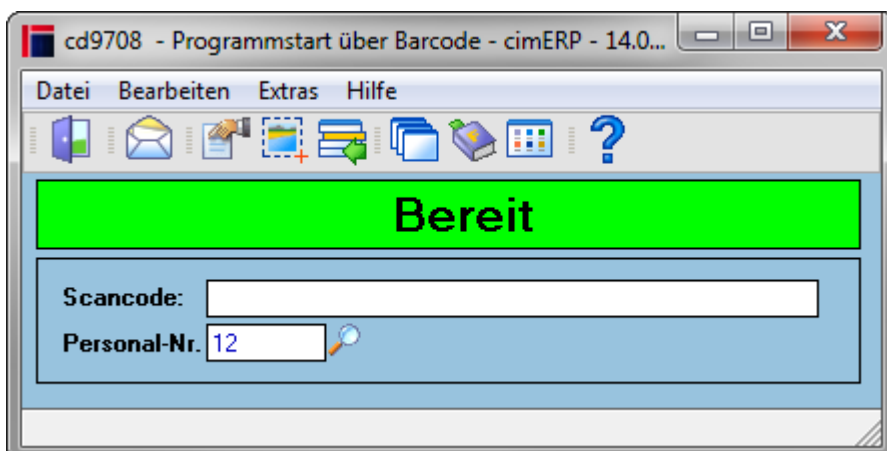 cd9708 - Programmstart über Barcode - cimERP - 14.0...
Datei Bearbeiten Extras Hilfe
Bereit
Scancode:
Personal-Nr. 12